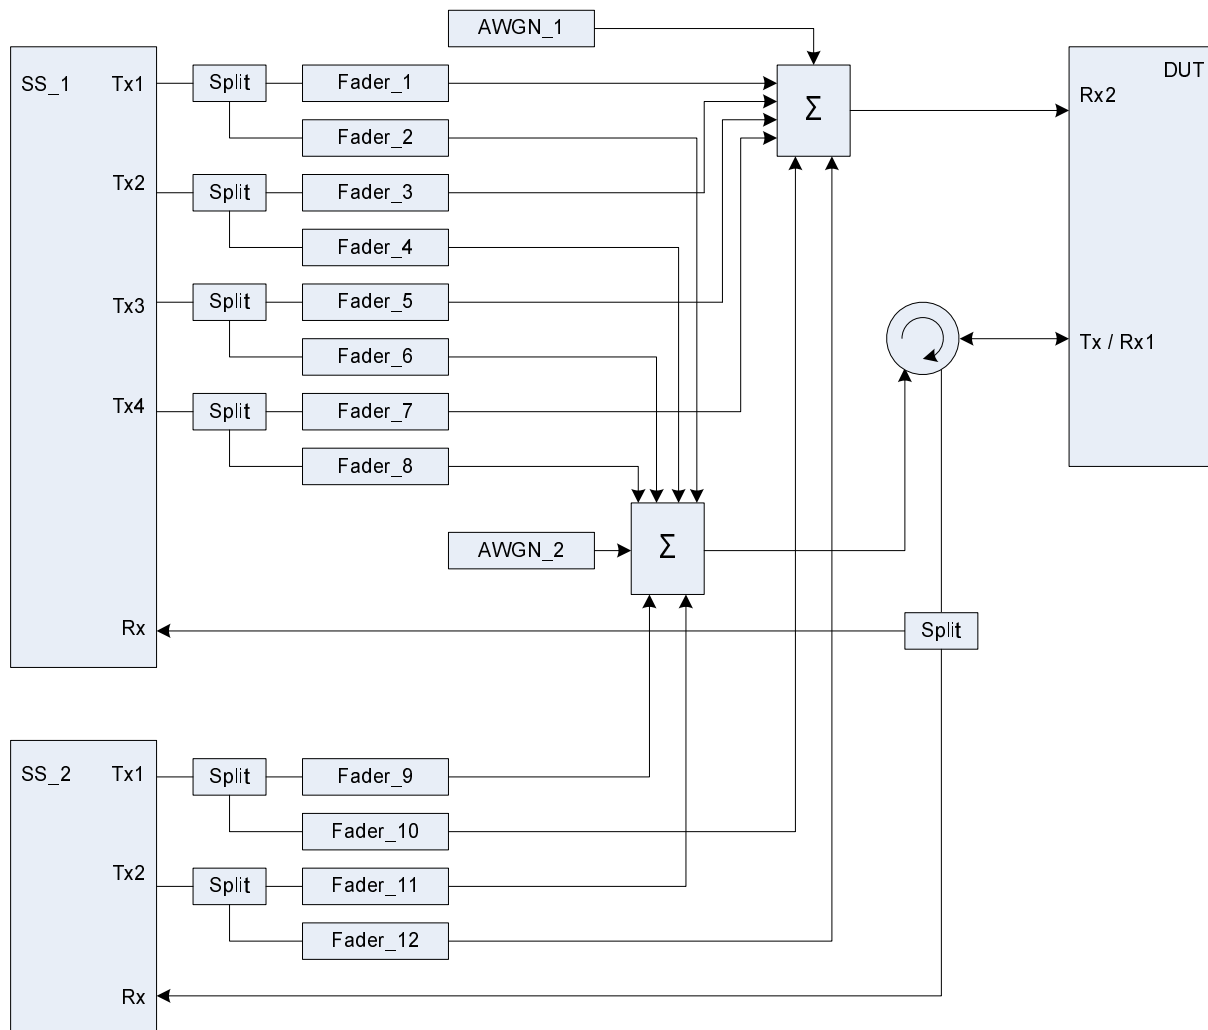 AWGN_1
SS_1
Tx1
Split
Fader_1
Σ
DUT
Rx2
Fader_2
Tx2
Split
Fader_3
Fader_4
Tx3
Split
Fader_5
Tx / Rx1
Fader_6
Tx4
Split
Fader_7
Fader_8
AWGN_2
Σ
Rx
Split
SS_2
Tx1
Split
Fader_9
Fader_10
Tx2
Split
Fader_11
Fader_12
Rx